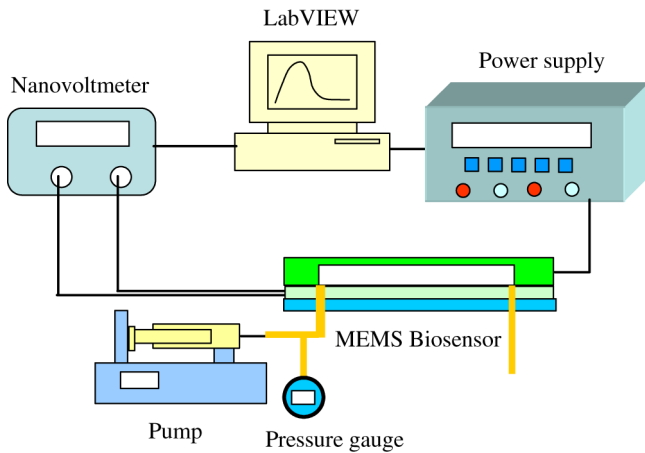 LabVIEW
Nanovoltmeter
Power supply
MEMS Biosensor
Pump
Pressure gauge